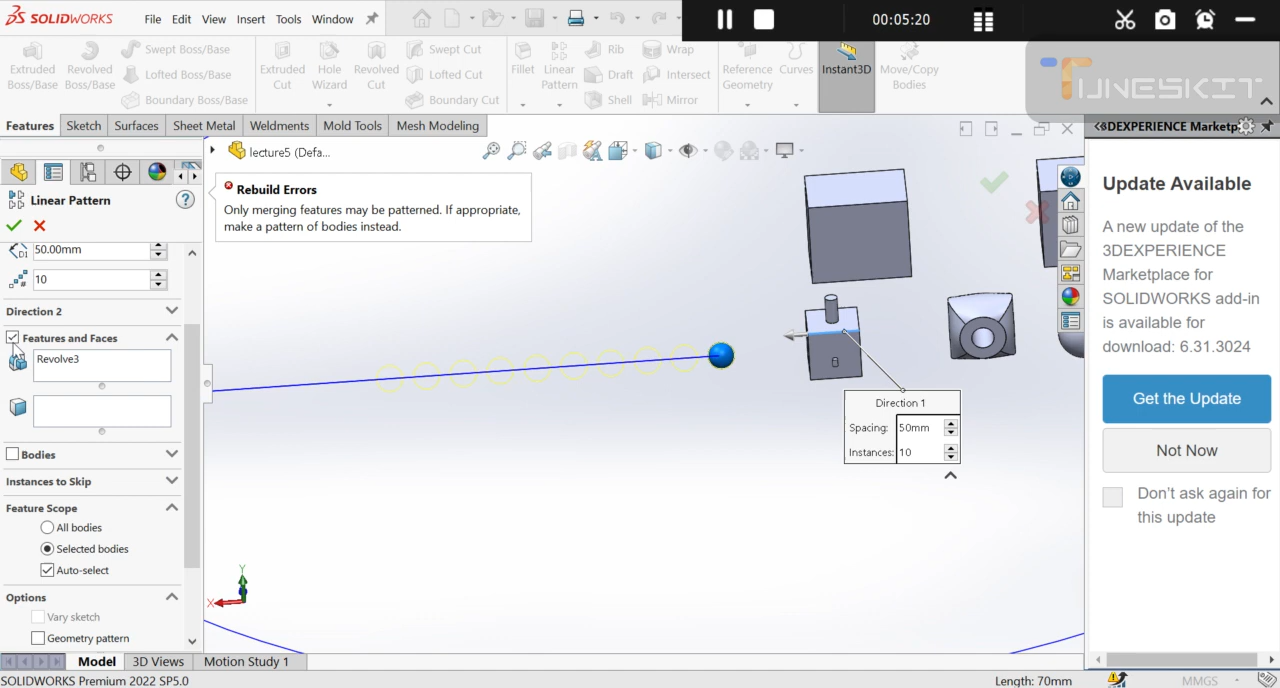 SOLIDWORKS
File Edit View Insert Tools Window
00:05:20
Extruded Boss/Base
Revolved Boss/Base
Swept Boss/Base
Lofted Boss/Base
Boundary Boss/Base
Extruded Cut
Hole Wizard
Revolved Cut
Swept Cut
Lofted Cut
Boundary Cut
Fillet
Linear Pattern
Rib
Draft
Shell
Wrap
Intersect
Mirror
Reference Geometry
Curves
Instant3D
Move/Copy Bodies
TUNESKIT
Features Sketch Surfaces Sheet Metal Weldments Mold Tools Mesh Modeling
3DEXPERIENCE Marketp
lecture5 (Defa...
Linear Pattern
Rebuild Errors
Only merging features may be patterned. If appropriate,
make a pattern of bodies instead.
D1
50.00mm
10
Direction 2
Features and Faces
Revolve3
Bodies
Instances to Skip
Feature Scope
All bodies
Selected bodies
Auto-select
Options
Vary sketch
Geometry pattern
Direction 1
Spacing: 50mm
Instances: 10
Y
X
Update Available
A new update of the
3DEXPERIENCE
Marketplace for
SOLIDWORKS add-in
is available for
download: 6.31.3024
Get the Update
Not Now
Don't ask again for
this update
Model 3D Views Motion Study 1
SOLIDWORKS Premium 2022 SP5.0
Length: 70mm
MMGS